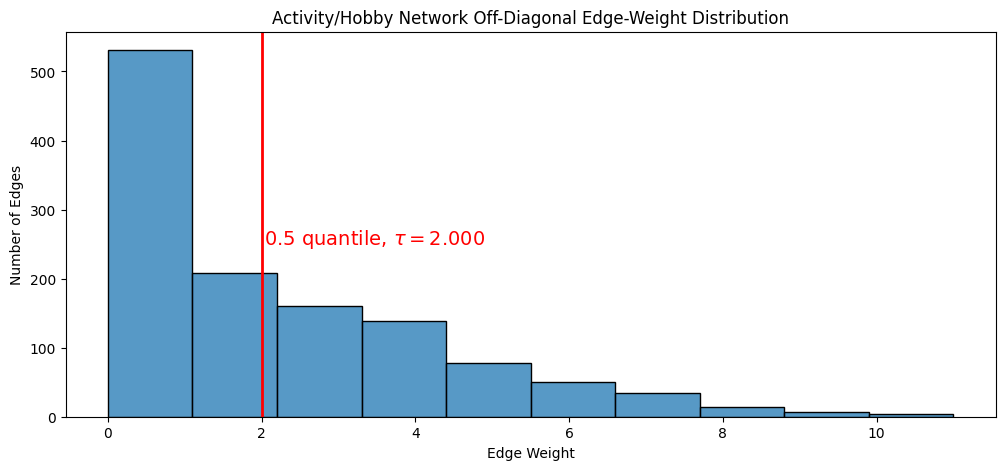 Activity/Hobby Network Off-Diagonal Edge-Weight Distribution
Number of Edges
500
400
300
200
100
0
0.5 quantile, τ = 2.000
0 2 4 6 8 10
Edge Weight